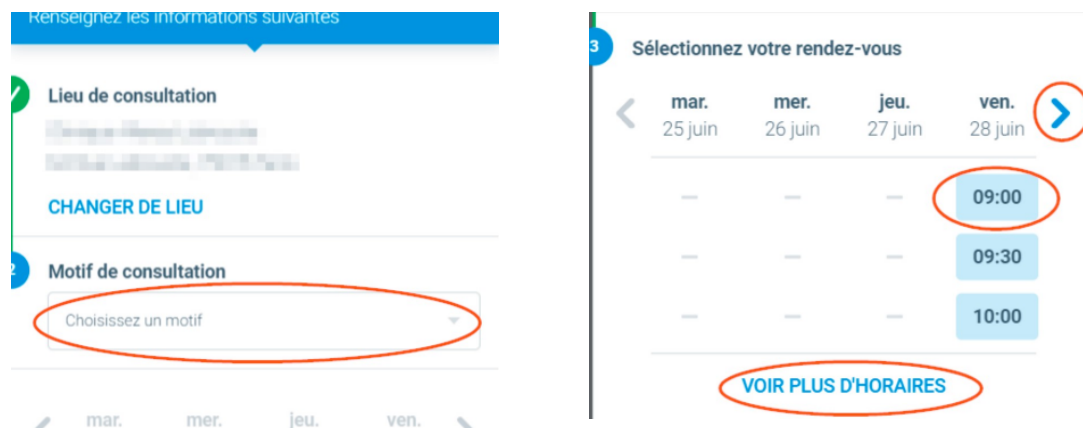 Renseignez les informations suivantes
Lieu de consultation
CHANGER DE LIEU
2
Motif de consultation
Choisissez un motif
mar. mer. jeu. ven.
3
Sélectionnez votre rendez-vous
mar. mer. jeu. ven.
25 juin 26 juin 27 juin 28 juin
— — — 09:00
— — — 09:30
— — — 10:00
VOIR PLUS D'HORAIRES